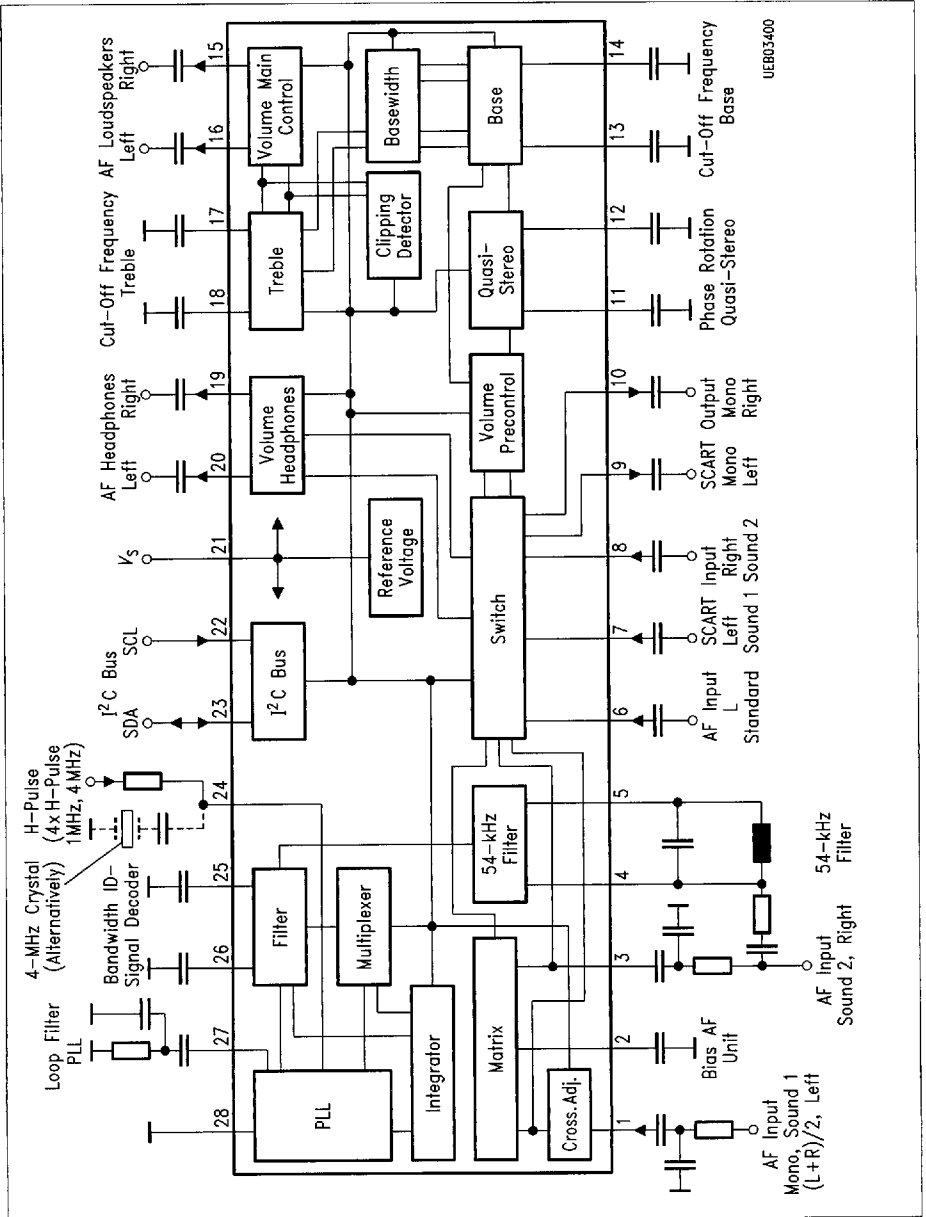 4-MHz Crystal
(Alternatively)
H-Pulse
(4x H-Pulse
1MHz, 4MHz)
Loop Filter
PLL
Bandwidth ID-
Signal Decoder
I²C Bus
SDA
SCL
VS
AF Headphones
Left
Right
Cut-Off Frequency
Treble
AF Loudspeakers
Left
Right
28
27
26
25
24
23
22
21
20
19
18
17
16
15
PLL
Filter
Multiplexer
Integrator
I²C Bus
Reference
Voltage
Volume
Headphones
Treble
Clipping
Detector
Volume Main
Control
Basewidth
Matrix
Cross. Adj.
54-kHz
Filter
Switch
Volume
Precontrol
Quasi-
Stereo
Base
1
2
3
4
5
6
7
8
9
10
11
12
13
14
AF Input
Mono, Sound 1
(L+R)/2, Left
Bias AF
Unit
AF Input
Sound 2, Right
54-kHz
Filter
AF Input
L
Standard
SCART Input
Left Right
Sound 1 Sound 2
SCART Output
Mono Mono
Left Right
Phase Rotation
Quasi-Stereo
Cut-Off Frequency
Base
UEB03400